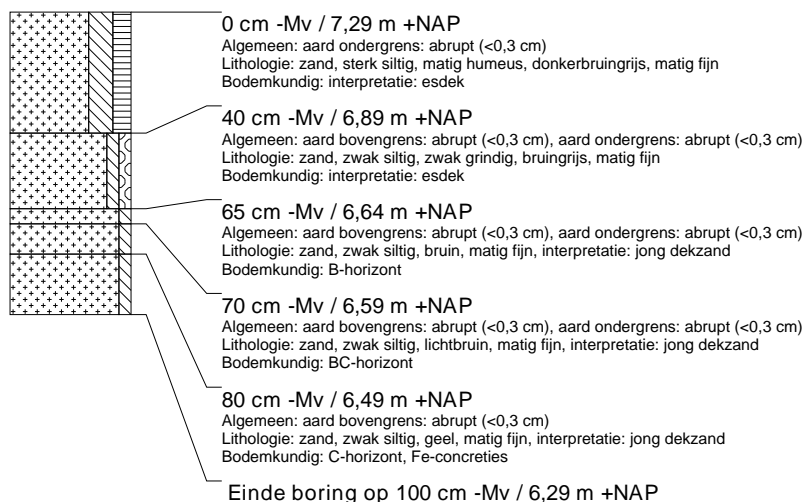 0 cm -Mv / 7,29 m +NAP
Algemeen: aard ondergrens: abrupt (<0,3 cm)
Lithologie: zand, sterk siltig, matig humeus, donkerbruingrijs, matig fijn
Bodemkundig: interpretatie: esdek
40 cm -Mv / 6,89 m +NAP
Algemeen: aard bovengrens: abrupt (<0,3 cm), aard ondergrens: abrupt (<0,3 cm)
Lithologie: zand, zwak siltig, zwak grindig, bruingrijs, matig fijn
Bodemkundig: interpretatie: esdek
65 cm -Mv / 6,64 m +NAP
Algemeen: aard bovengrens: abrupt (<0,3 cm), aard ondergrens: abrupt (<0,3 cm)
Lithologie: zand, zwak siltig, bruin, matig fijn, interpretatie: jong dekzand
Bodemkundig: B-horizont
70 cm -Mv / 6,59 m +NAP
Algemeen: aard bovengrens: abrupt (<0,3 cm), aard ondergrens: abrupt (<0,3 cm)
Lithologie: zand, zwak siltig, lichtbruin, matig fijn, interpretatie: jong dekzand
Bodemkundig: BC-horizont
80 cm -Mv / 6,49 m +NAP
Algemeen: aard bovengrens: abrupt (<0,3 cm)
Lithologie: zand, zwak siltig, geel, matig fijn, interpretatie: jong dekzand
Bodemkundig: C-horizont, Fe-concreties
Einde boring op 100 cm -Mv / 6,29 m +NAP